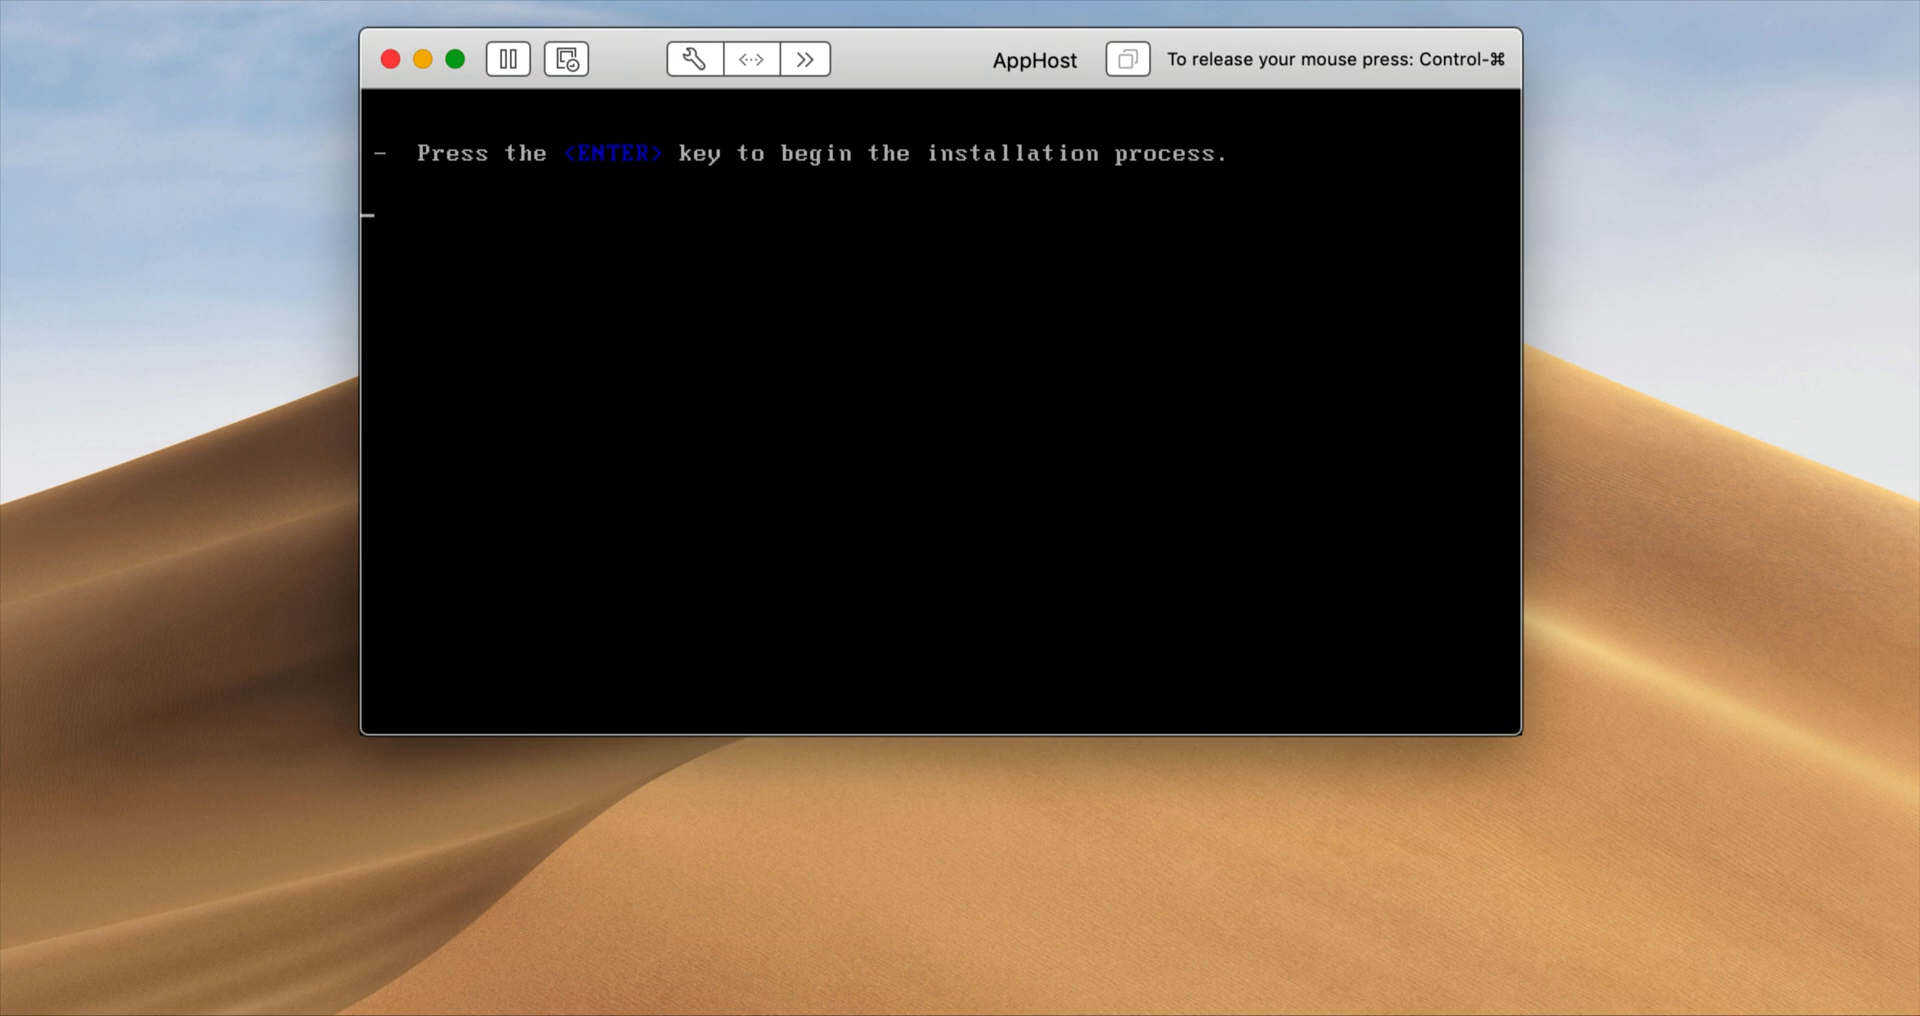 AppHost
To release your mouse press: Control-⌘
- Press the <ENTER> key to begin the installation process.